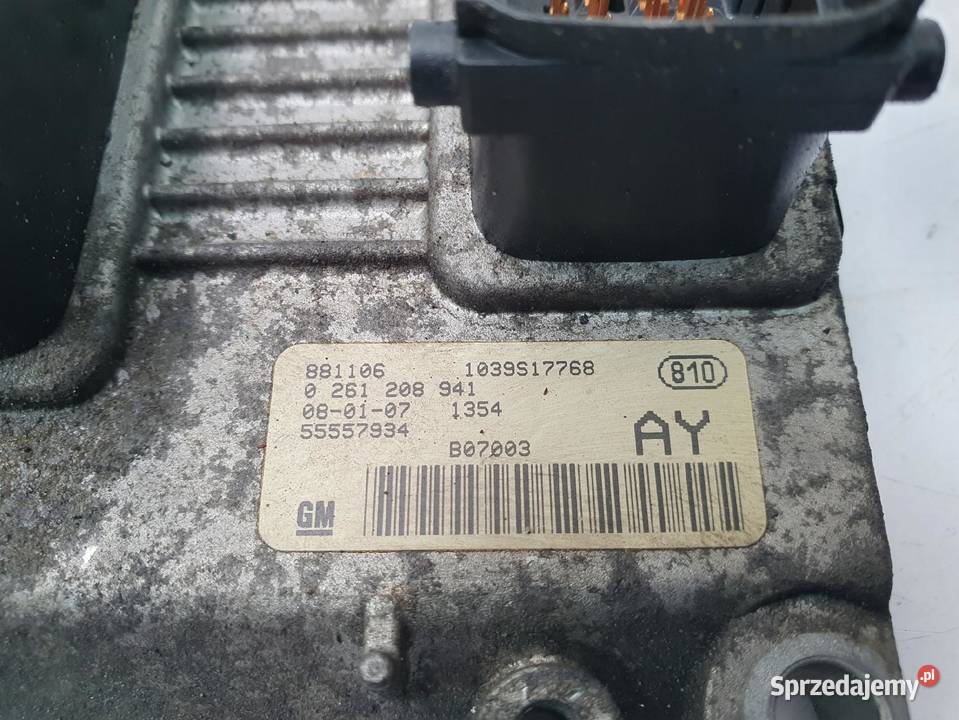 881106 1039S17768 810
0 261 208 941
08-01-07 1354
55557934 AY
B07003
GM
Sprzedajemy.pl